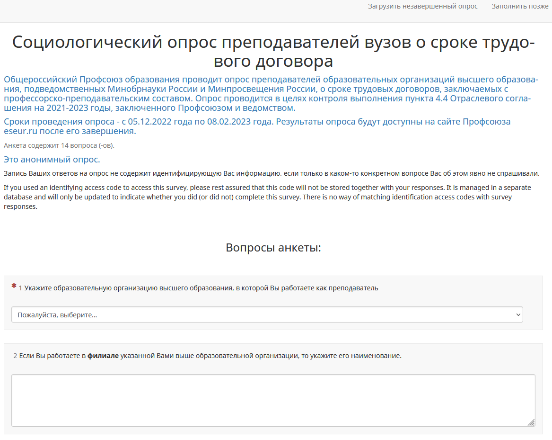 Загрузить незавершенный опрос Заполнить позже
Социологический опрос преподавателей вузов о сроке трудо-
вого договора
Общероссийский Профсоюз образования проводит опрос преподавателей образовательных организаций высшего образова-
ния, подведомственных Минобрнауки России и Минпросвещения России, о сроке трудовых договоров, заключаемых с
профессорско-преподавательским составом. Опрос проводится в целях контроля выполнения пункта 4.4 Отраслевого согла-
шения на 2021-2023 годы, заключенного Профсоюзом и ведомством.
Сроки проведения опроса - с 05.12.2022 года по 08.02.2023 года. Результаты опроса будут доступны на сайте Профсоюза
eseur.ru после его завершения.
Анкета содержит 14 вопроса (-ов).
Это анонимный опрос.
Запись Ваших ответов на опрос не содержит идентифицирующую Вас информацию, если только в каком-то конкретном вопросе Вас об этом явно не спрашивали.
If you used an identifying access code to access this survey, please rest assured that this code will not be stored together with your responses. It is managed in a separate
database and will only be updated to indicate whether you did (or did not) complete this survey. There is no way of matching identification access codes with survey
responses.
Вопросы анкеты:
* 1 Укажите образовательную организацию высшего образования, в которой Вы работаете как преподаватель
Пожалуйста, выберите...
2 Если Вы работаете в филиале указанной Вами выше образовательной организации, то укажите его наименование.